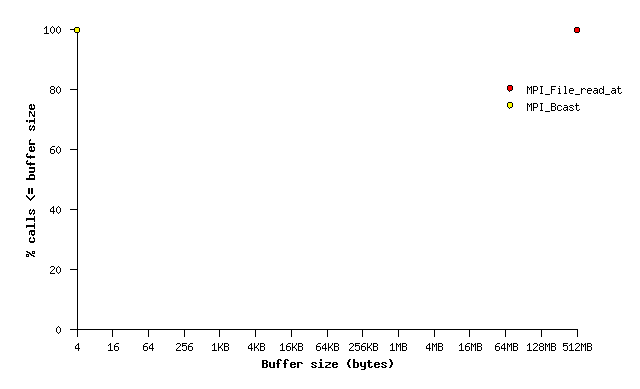 100
80
60
40
20
0
% calls <= buffer size
MPI_File_read_at
MPI_Bcast
4 16 64 256 1KB 4KB 16KB 64KB 256KB 1MB 4MB 16MB 64MB 128MB 512MB
Buffer size (bytes)